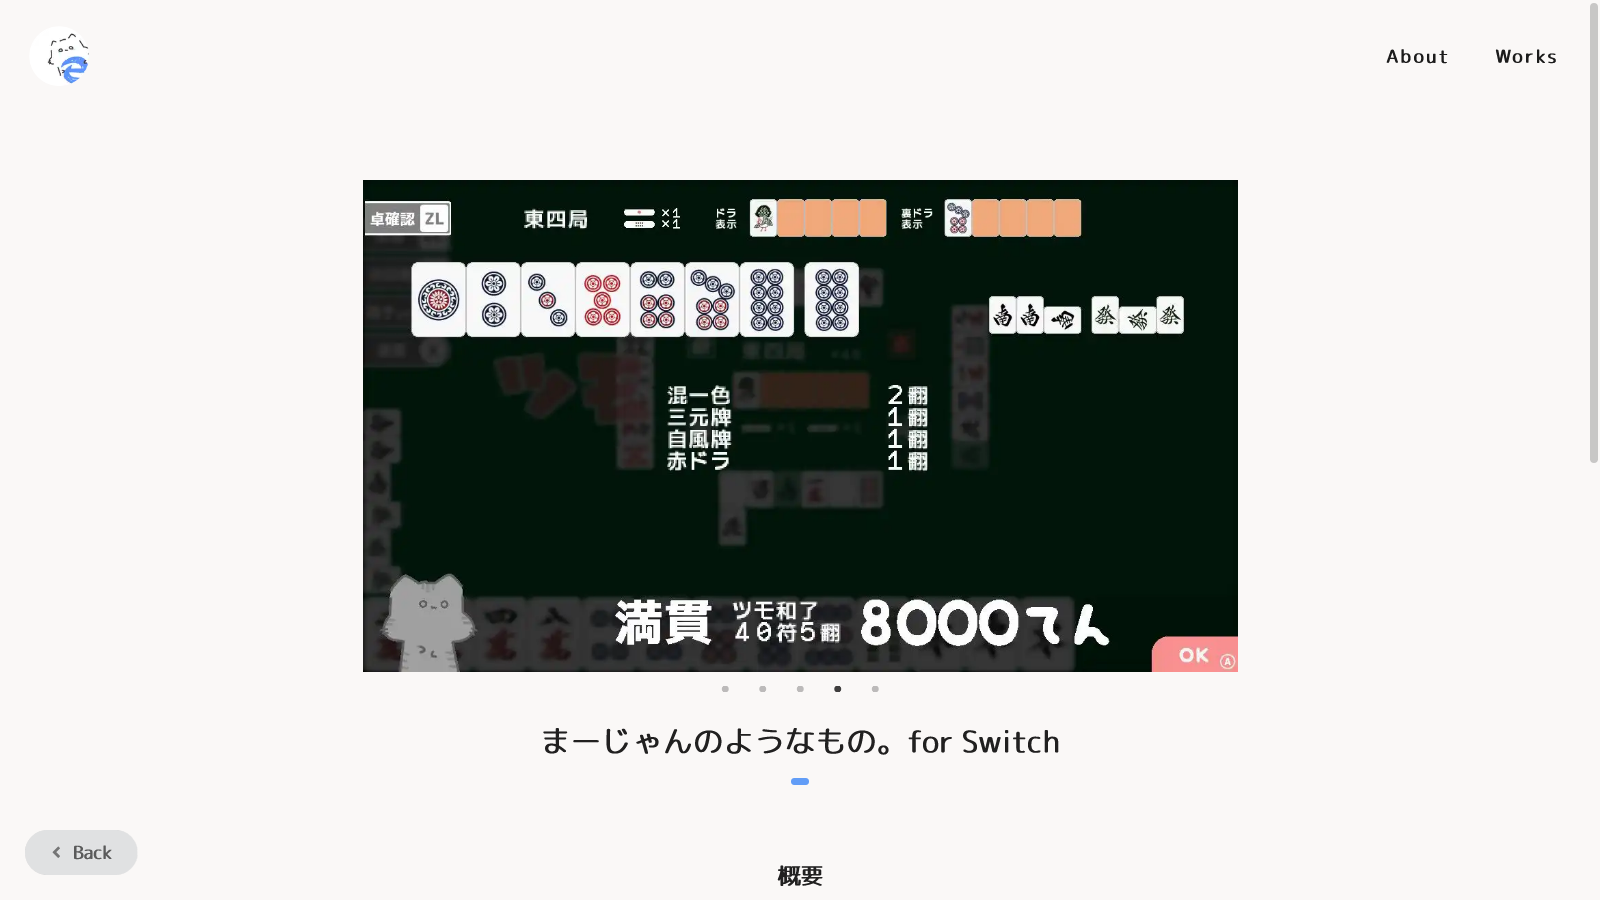 About
Works
卓確認 ZL
東四局
×1
×1
ドラ
表示
裏ドラ
表示
混一色 2翻
三元牌 1翻
自風牌 1翻
赤ドラ 1翻
満貫 ツモ和了 8000てん
40符5翻
OK A
まーじゃんのようなもの。for Switch
Back
概要